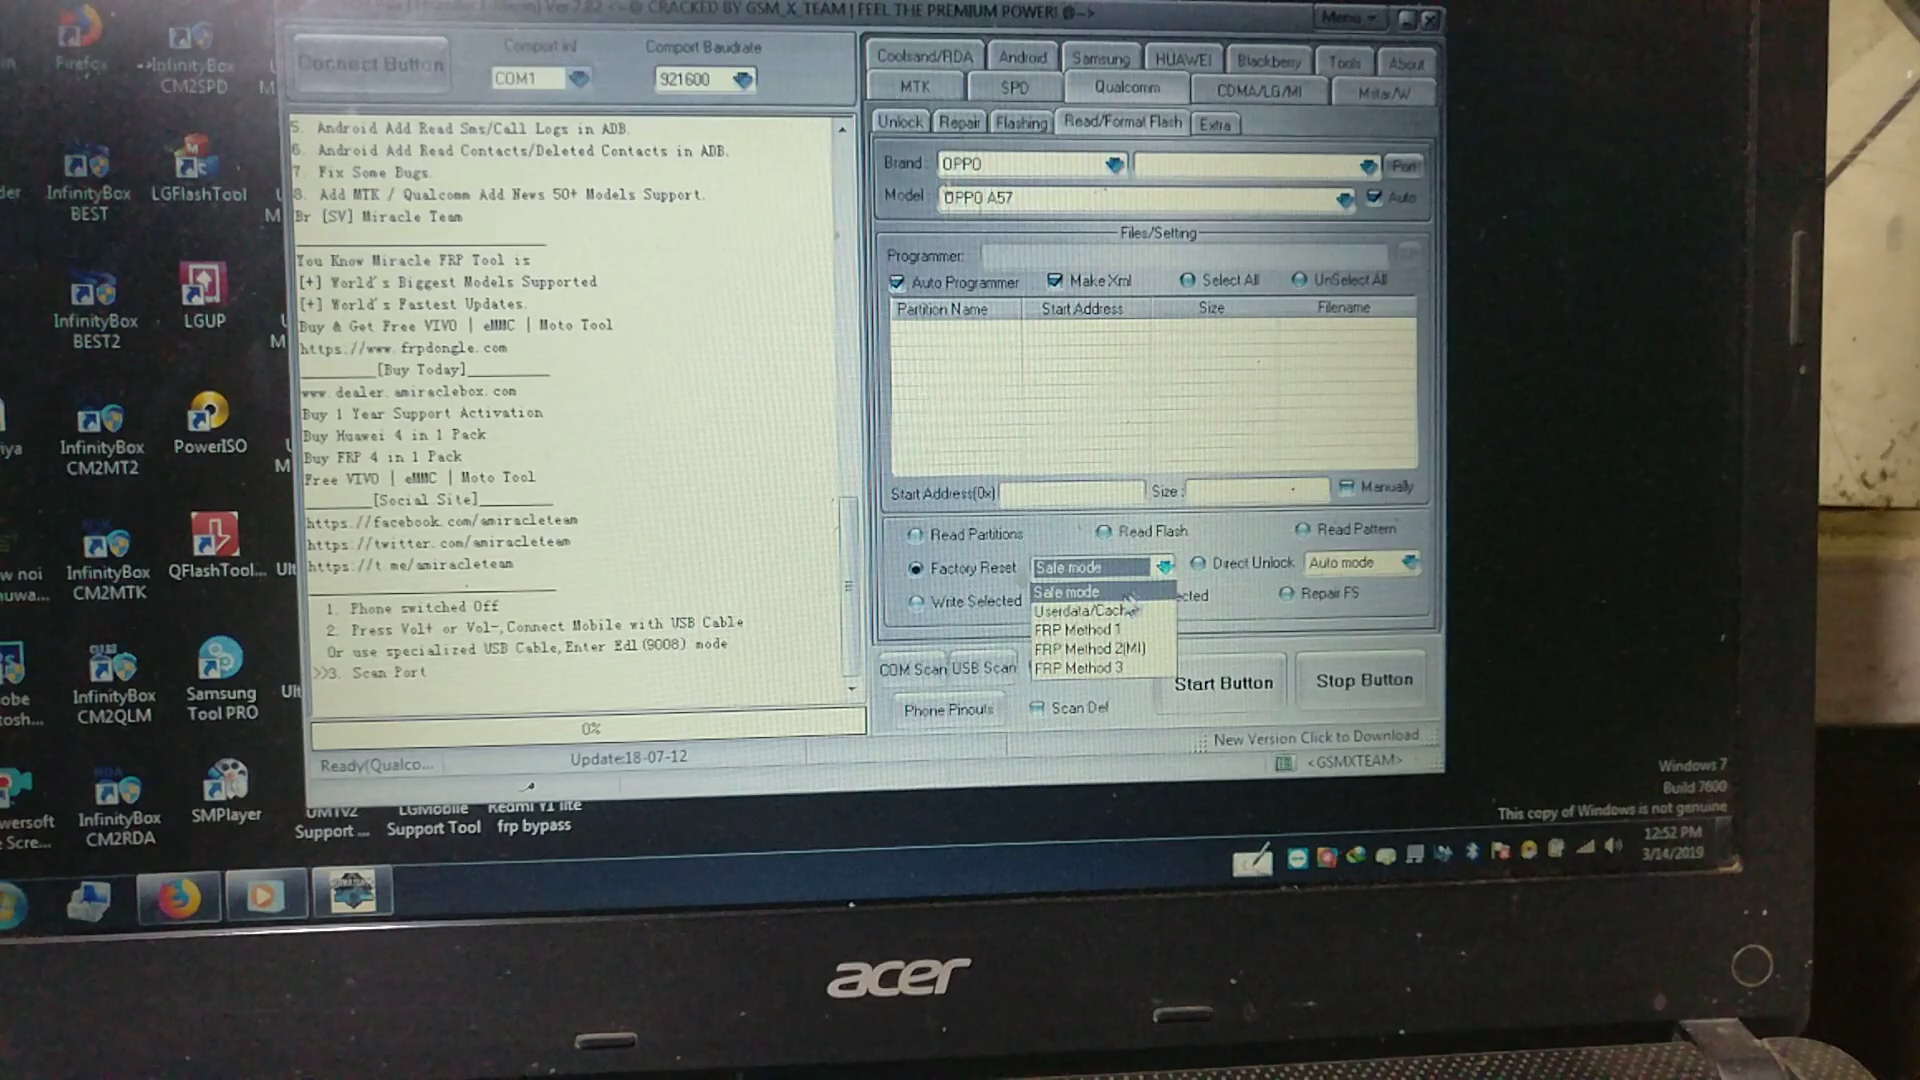 Ver 2.82 <-@ CRACKED BY GSM_X_TEAM | FEEL THE PREMIUM POWER! @-->
Menu
Connect Button
Comport inf
Comport Baudrate
COM1
921600
5. Android Add Read Sms/Call Logs in ADB.
6. Android Add Read Contacts/Deleted Contacts in ADB.
7. Fix Some Bugs.
8. Add MTK / Qualcomm Add News 50+ Models Support.
Br [SV] Miracle Team
You Know Miracle FRP Tool is
[+] World's Biggest Models Supported
[+] World's Fastest Updates.
Buy & Get Free VIVO | eMMC | Moto Tool
https://www.frpdongle.com
[Buy Today]
www.dealer.amiraclebox.com
Buy 1 Year Support Activation
Buy Huawei 4 in 1 Pack
Buy FRP 4 in 1 Pack
Free VIVO | eMMC | Moto Tool
[Social Site]
https://facebook.com/amiracleteam
https://twitter.com/amiracleteam
https://t.me/amiracleteam
1. Phone switched Off
2. Press Vol+ or Vol-,Connect Mobile with USB Cable
Or use specialized USB Cable,Enter Edl(9008) mode
>>3. Scan Port
0%
Ready(Qualco...
Update:18-07-12
Coolsand/RDA
Android
Samsung
HUAWEI
Blackberry
Tools
About
MTK
SPD
Qualcomm
CDMA/LG/MI
Mstar/W
Unlock
Repair
Flashing
Read/Format Flash
Extra
Brand:
OPPO
Port
Model:
OPPO A57
Auto
Files/Setting
Programmer:
Auto Programmer
Make Xml
Select All
UnSelect All
Partition Name
Start Address
Size
Filename
Start Address(0x)
Size:
Manually
Read Partitions
Read Flash
Read Pattern
Factory Reset
Safe mode
Direct Unlock
Auto mode
Write Selected
Safe mode
Userdata/Cache
FRP Method 1
FRP Method 2(MI)
FRP Method 3
ected
Repair FS
COM Scan
USB Scan
Start Button
Stop Button
Phone Pinouts
Scan Def
New Version Click to Download
<GSMXTEAM>
Firefox
InfinityBox
CM2SPD
InfinityBox
BEST
LGFlashTool
InfinityBox
BEST2
LGUP
InfinityBox
CM2MT2
PowerISO
InfinityBox
CM2MTK
QFlashTool...
InfinityBox
CM2QLM
Samsung
Tool PRO
InfinityBox
CM2RDA
SMPlayer
UMTv2
Support ...
LGMobile
Support Tool
Redmi Y1 lite
frp bypass
Windows 7
Build 7600
This copy of Windows is not genuine
12:52 PM
3/14/2019
acer